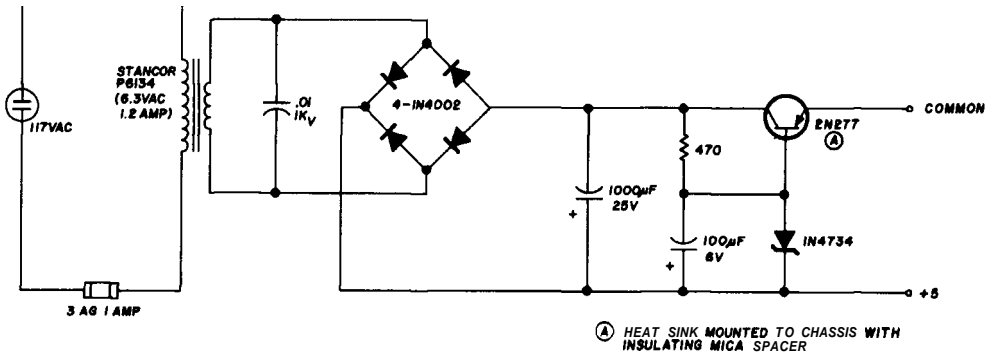 STANCOR
P6134
(6.3VAC
1.2 AMP)
117VAC
.01
1KV
4-1N4002
COMMON
2N277
A
470
1000µF
25V
+
100µF
6V
+
1N4734
3 AG 1 AMP
+5
A HEAT SINK MOUNTED TO CHASSIS WITH
INSULATING MICA SPACER